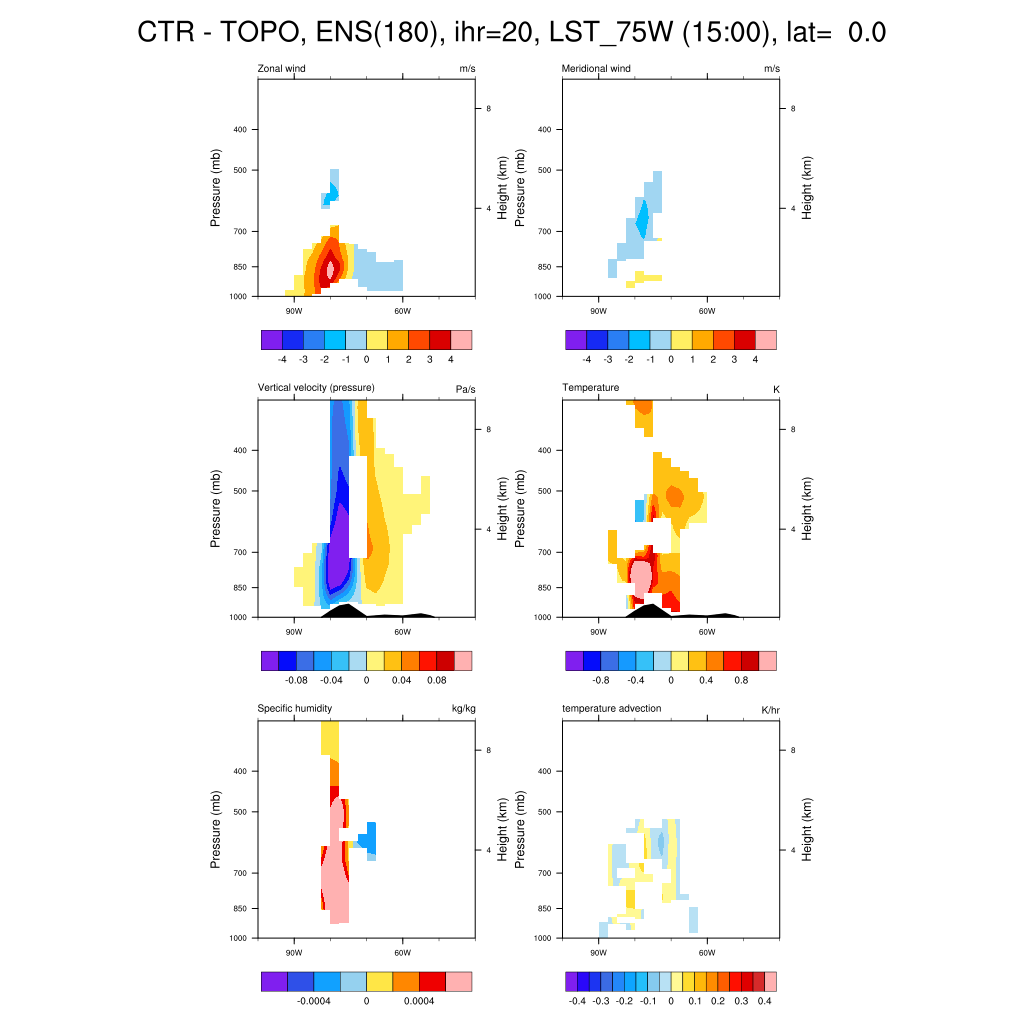 CTR - TOPO, ENS(180), ihr=20, LST_75W (15:00), lat=  0.0
Zonal wind m/s
Meridional wind m/s
Pressure (mb)
400
500
700
850
1000
8
4
Height (km)
90W 60W
Pressure (mb)
400
500
700
850
1000
8
4
Height (km)
90W 60W
-4 -3 -2 -1 0 1 2 3 4
-4 -3 -2 -1 0 1 2 3 4
Vertical velocity (pressure) Pa/s
Temperature K
Pressure (mb)
400
500
700
850
1000
8
4
Height (km)
90W 60W
Pressure (mb)
400
500
700
850
1000
8
4
Height (km)
90W 60W
-0.08 -0.04 0 0.04 0.08
-0.8 -0.4 0 0.4 0.8
Specific humidity kg/kg
temperature advection K/hr
Pressure (mb)
400
500
700
850
1000
8
4
Height (km)
90W 60W
Pressure (mb)
400
500
700
850
1000
8
4
Height (km)
90W 60W
-0.0004 0 0.0004
-0.4 -0.3 -0.2 -0.1 0 0.1 0.2 0.3 0.4